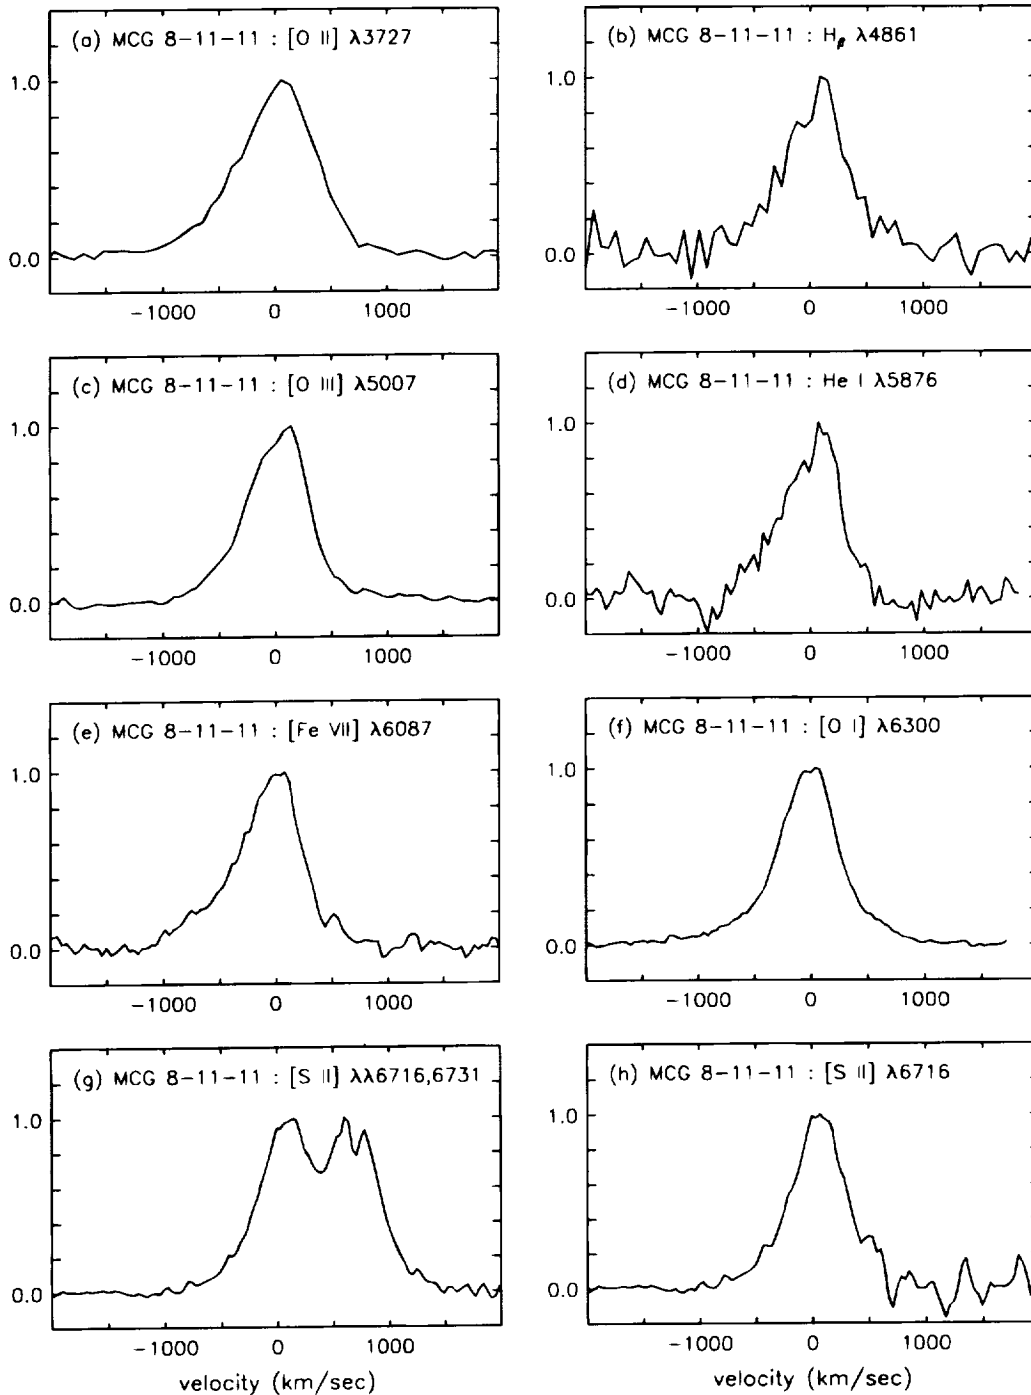 (a) MCG 8-11-11 : [O II] λ3727
1.0
0.0
-1000 0 1000
(b) MCG 8-11-11 : Hβ λ4861
1.0
0.0
-1000 0 1000
(c) MCG 8-11-11 : [O III] λ5007
1.0
0.0
-1000 0 1000
(d) MCG 8-11-11 : He I λ5876
1.0
0.0
-1000 0 1000
(e) MCG 8-11-11 : [Fe VII] λ6087
1.0
0.0
-1000 0 1000
(f) MCG 8-11-11 : [O I] λ6300
1.0
0.0
-1000 0 1000
(g) MCG 8-11-11 : [S II] λλ6716,6731
1.0
0.0
-1000 0 1000
velocity (km/sec)
(h) MCG 8-11-11 : [S II] λ6716
1.0
0.0
-1000 0 1000
velocity (km/sec)